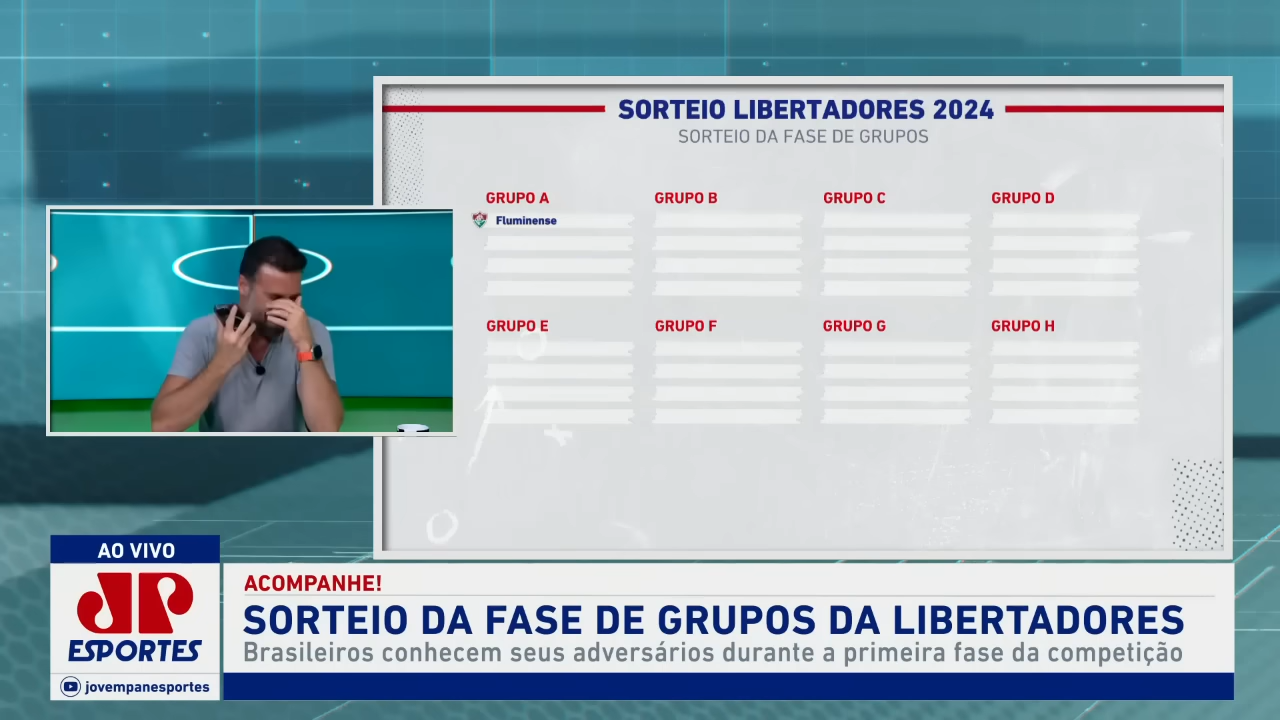 SORTEIO LIBERTADORES 2024
SORTEIO DA FASE DE GRUPOS
GRUPO A
Fluminense
GRUPO B
GRUPO C
GRUPO D
GRUPO E
GRUPO F
GRUPO G
GRUPO H
AO VIVO
JP
ESPORTES
jovempanesportes
ACOMPANHE!
SORTEIO DA FASE DE GRUPOS DA LIBERTADORES
Brasileiros conhecem seus adversários durante a primeira fase da competição